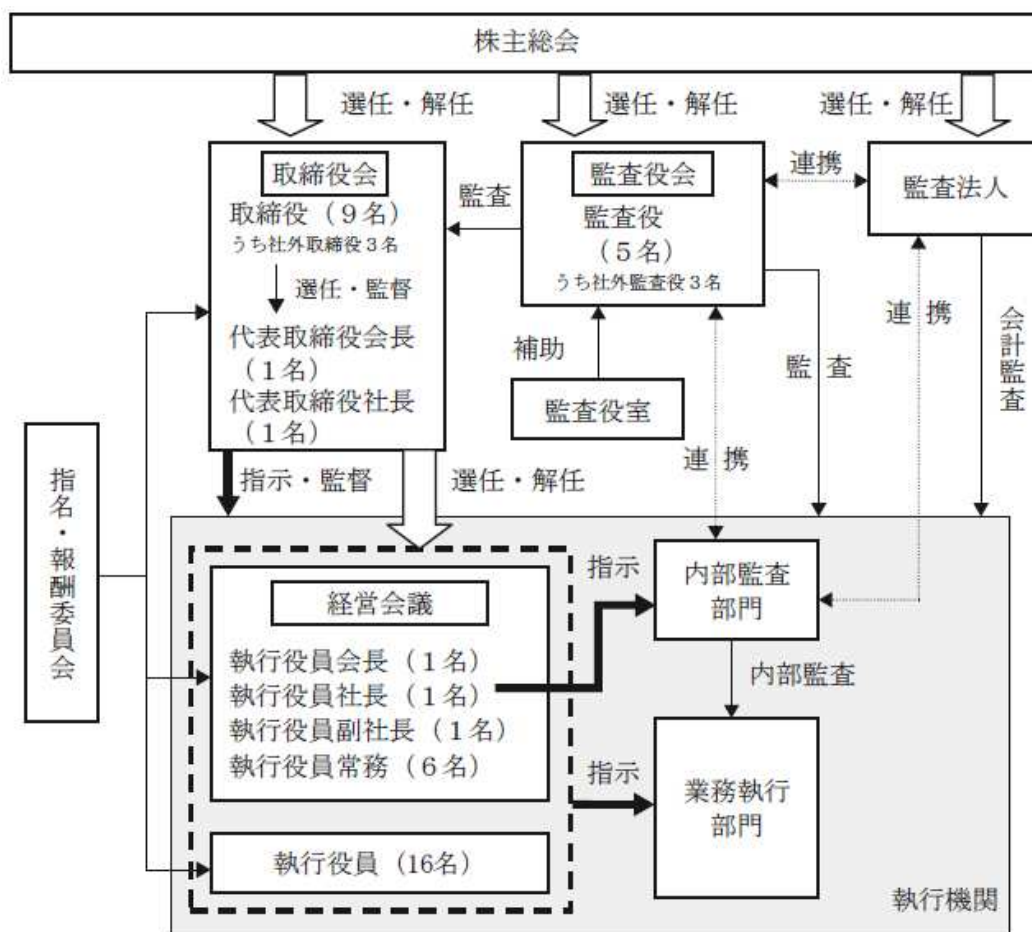 株主総会
選任・解任
選任・解任
選任・解任
取締役会
取締役（９名）
うち社外取締役３名
選任・監督
代表取締役会長
（１名）
代表取締役社長
（１名）
監査
監査役会
監査役
（５名）
うち社外監査役３名
連携
監査法人
補助
監査役室
連携
監査
連携
会計監査
指名・報酬委員会
指示・監督
選任・解任
経営会議
執行役員会長（１名）
執行役員社長（１名）
執行役員副社長（１名）
執行役員常務（６名）
執行役員（16名）
指示
内部監査
部門
内部監査
指示
業務執行
部門
執行機関